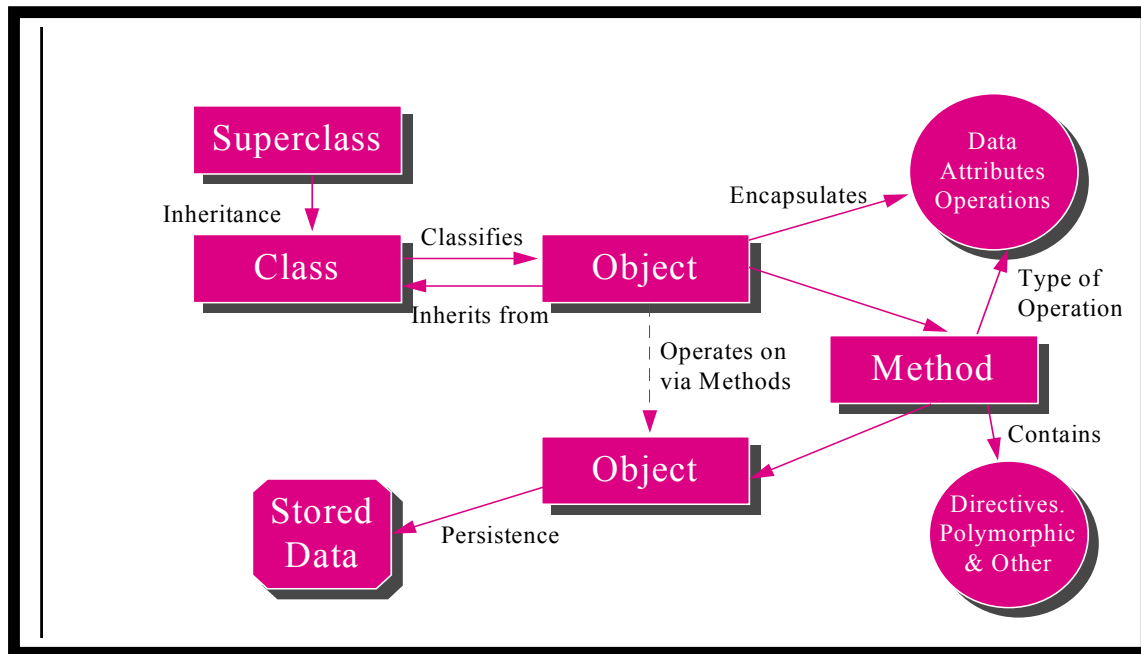 Superclass
Data
Attributes
Operations
Encapsulates
Inheritance
Classifies
Class
Object
Inherits from
Type of
Operation
Operates on
via Methods
Method
Contains
Object
Stored
Data
Persistence
Directives.
Polymorphic
& Other